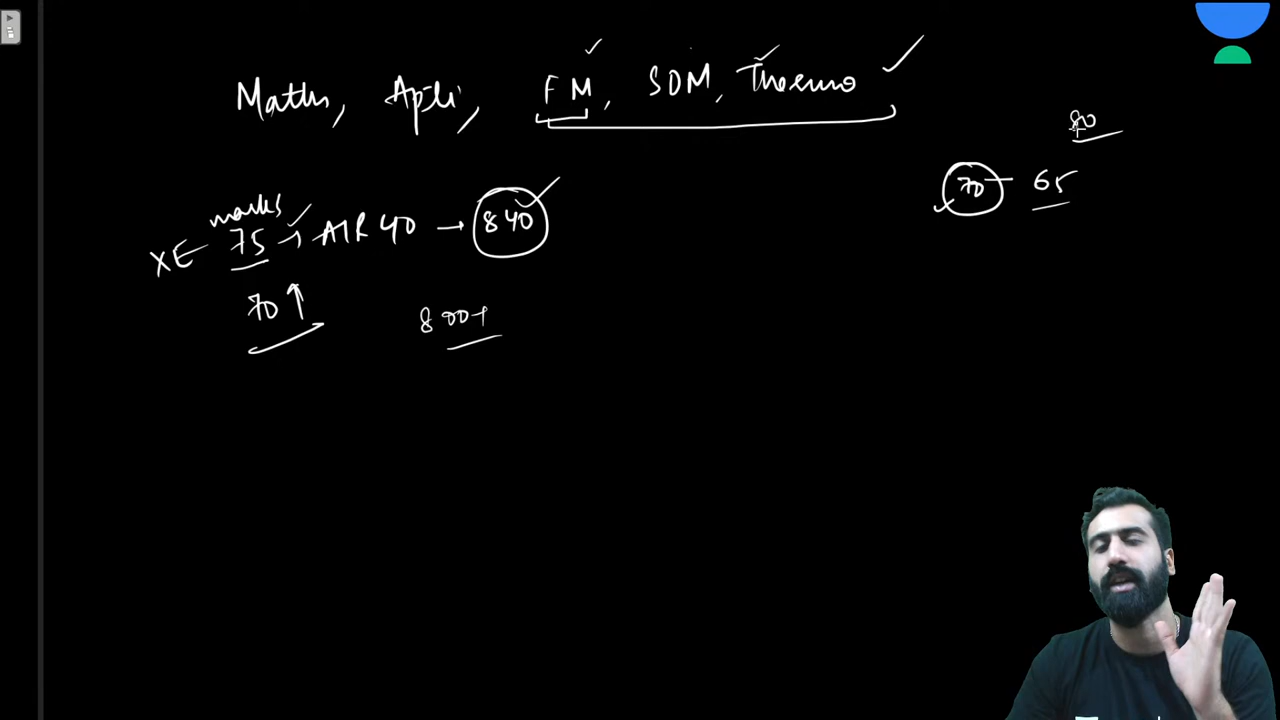 Maths, Apti, FM, SOM, Thermo
80
70 - 65
marks
XE - 75 → AIR 40 → 840
70↑ 800+